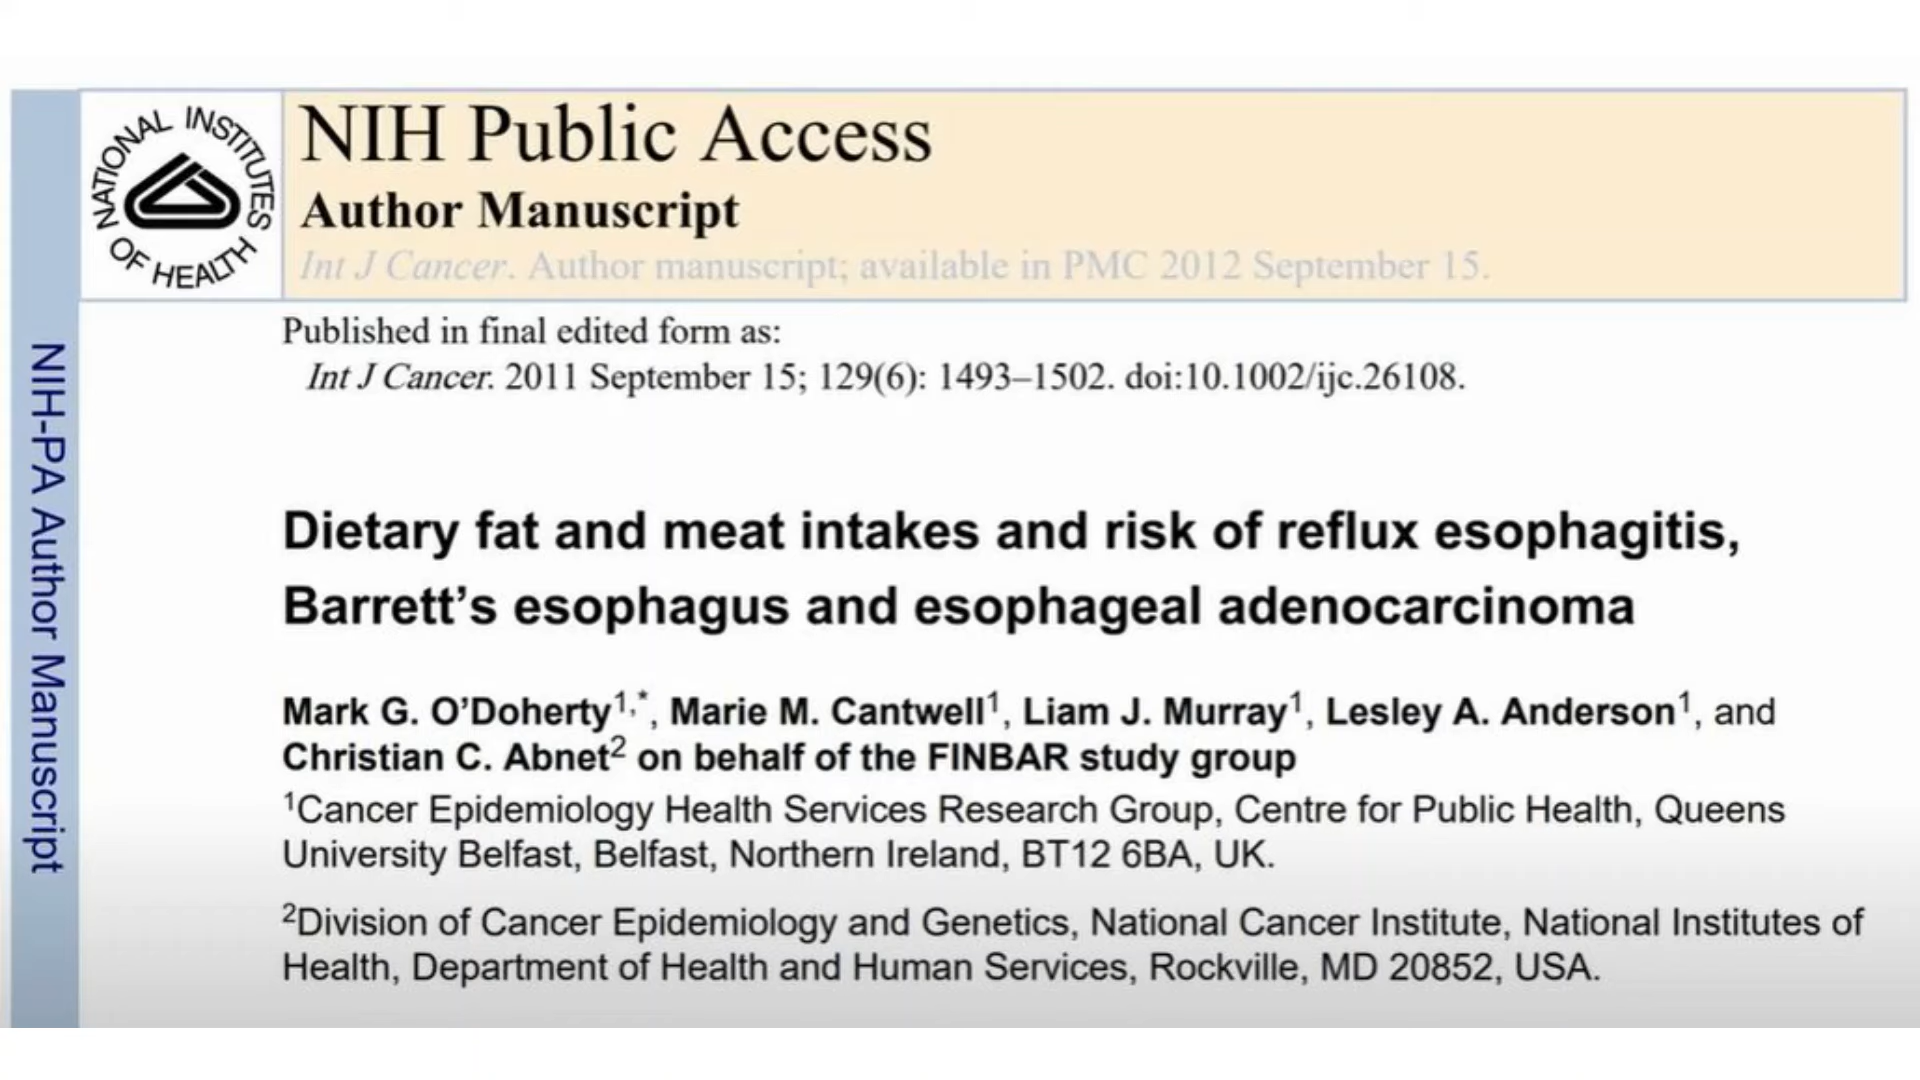 NATIONAL INSTITUTES OF HEALTH
NIH Public Access
Author Manuscript
Int J Cancer. Author manuscript; available in PMC 2012 September 15.
Published in final edited form as:
Int J Cancer. 2011 September 15; 129(6): 1493–1502. doi:10.1002/ijc.26108.
NIH-PA Author Manuscript
Dietary fat and meat intakes and risk of reflux esophagitis,
Barrett’s esophagus and esophageal adenocarcinoma
Mark G. O’Doherty1,*, Marie M. Cantwell1, Liam J. Murray1, Lesley A. Anderson1, and
Christian C. Abnet2 on behalf of the FINBAR study group
1Cancer Epidemiology Health Services Research Group, Centre for Public Health, Queens
University Belfast, Belfast, Northern Ireland, BT12 6BA, UK.
2Division of Cancer Epidemiology and Genetics, National Cancer Institute, National Institutes of
Health, Department of Health and Human Services, Rockville, MD 20852, USA.